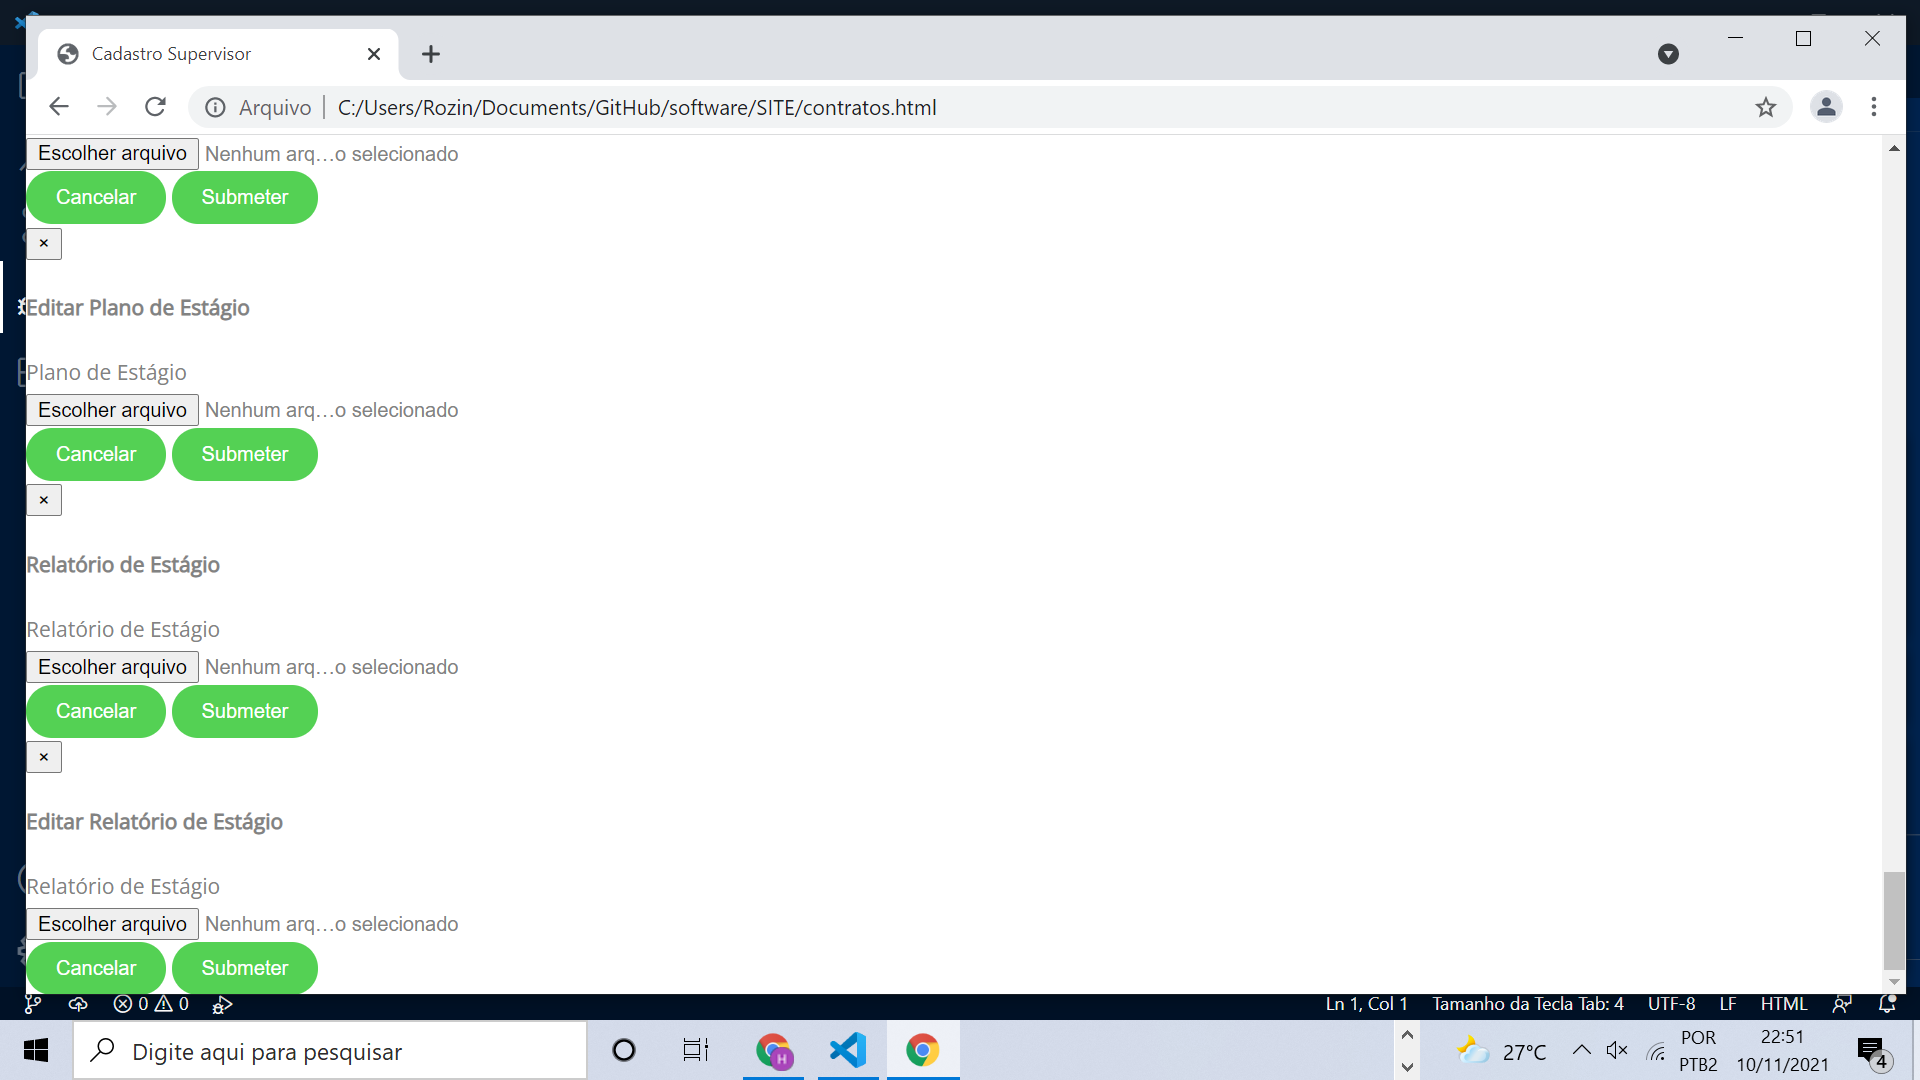 Cadastro Supervisor
Arquivo | C:/Users/Rozin/Documents/GitHub/software/SITE/contratos.html
Escolher arquivo Nenhum arq...o selecionado
Cancelar Submeter
×
Editar Plano de Estágio
Plano de Estágio
Escolher arquivo Nenhum arq...o selecionado
Cancelar Submeter
×
Relatório de Estágio
Relatório de Estágio
Escolher arquivo Nenhum arq...o selecionado
Cancelar Submeter
×
Editar Relatório de Estágio
Relatório de Estágio
Escolher arquivo Nenhum arq...o selecionado
Cancelar Submeter
0 0 Ln 1, Col 1 Tamanho da Tecla Tab: 4 UTF-8 LF HTML
Digite aqui para pesquisar
H
27°C
POR
PTB2
22:51
10/11/2021
4